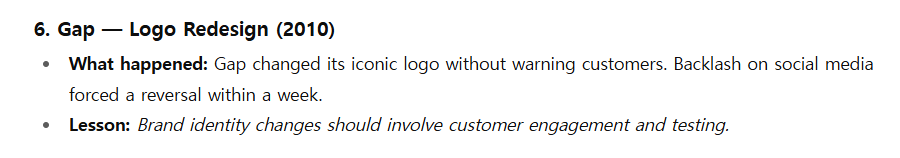 6. Gap — Logo Redesign (2010)
• What happened: Gap changed its iconic logo without warning customers. Backlash on social media
forced a reversal within a week.
• Lesson: Brand identity changes should involve customer engagement and testing.